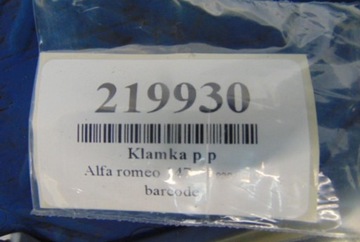 219930
Klamka p p
Alfa romeo
barcode